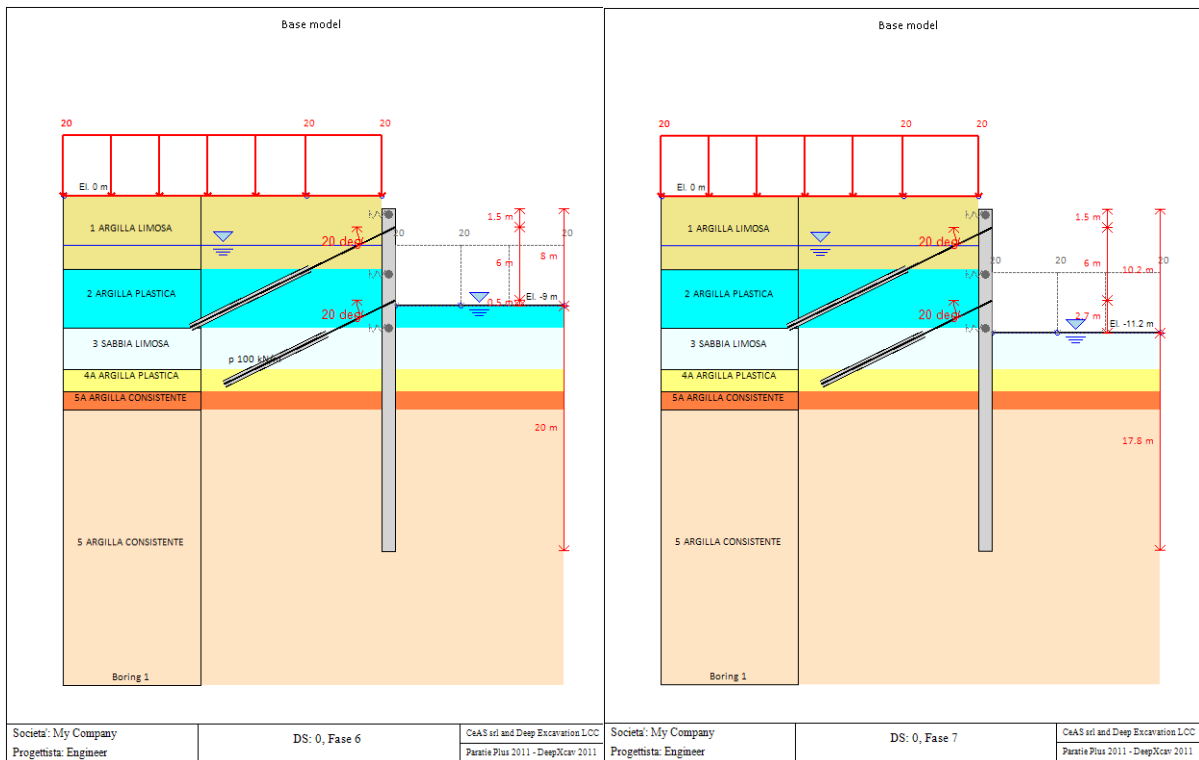 Base model
20
20
20
El. 0 m
1 ARGILLA LIMOSA
20 deg
1.5 m
20
20
20
6 m
8 m
2 ARGILLA PLASTICA
0.5 m
El. -9 m
20 deg
3 SABBIA LIMOSA
p 100 kN/m
4A ARGILLA PLASTICA
5A ARGILLA CONSISTENTE
20 m
5 ARGILLA CONSISTENTE
Boring 1
Societa': My Company
Progettista: Engineer
DS: 0, Fase 6
CeAS srl and Deep Excavation LCC
Paratie Plus 2011 - DeepXcav 2011
Base model
20
20
20
El. 0 m
1 ARGILLA LIMOSA
20 deg
1.5 m
20
20
20
6 m
10.2 m
2 ARGILLA PLASTICA
20 deg
2.7 m
El. -11.2 m
3 SABBIA LIMOSA
4A ARGILLA PLASTICA
5A ARGILLA CONSISTENTE
17.8 m
5 ARGILLA CONSISTENTE
Boring 1
Societa': My Company
Progettista: Engineer
DS: 0, Fase 7
CeAS srl and Deep Excavation LCC
Paratie Plus 2011 - DeepXcav 2011